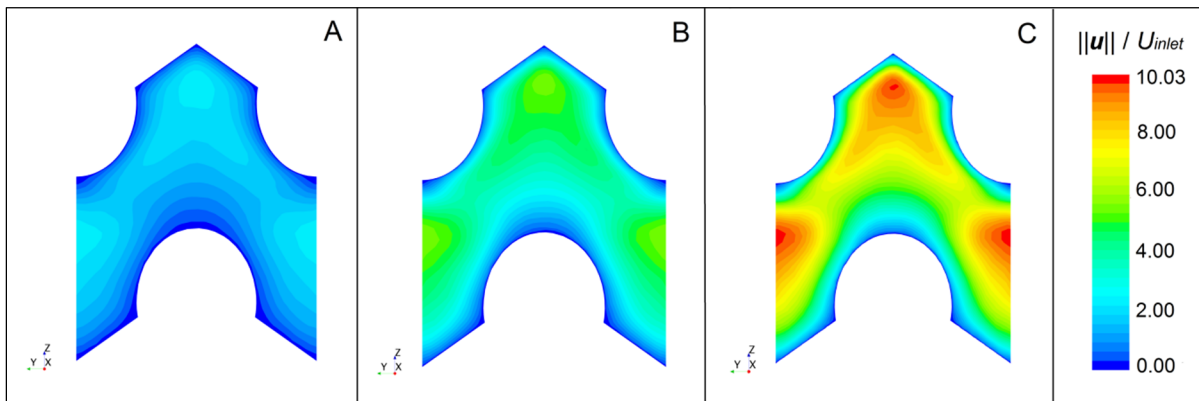 A
B
C
||u|| / Uinlet
10.03
8.00
6.00
4.00
2.00
0.00
Z
Y X
Z
Y X
Z
Y X